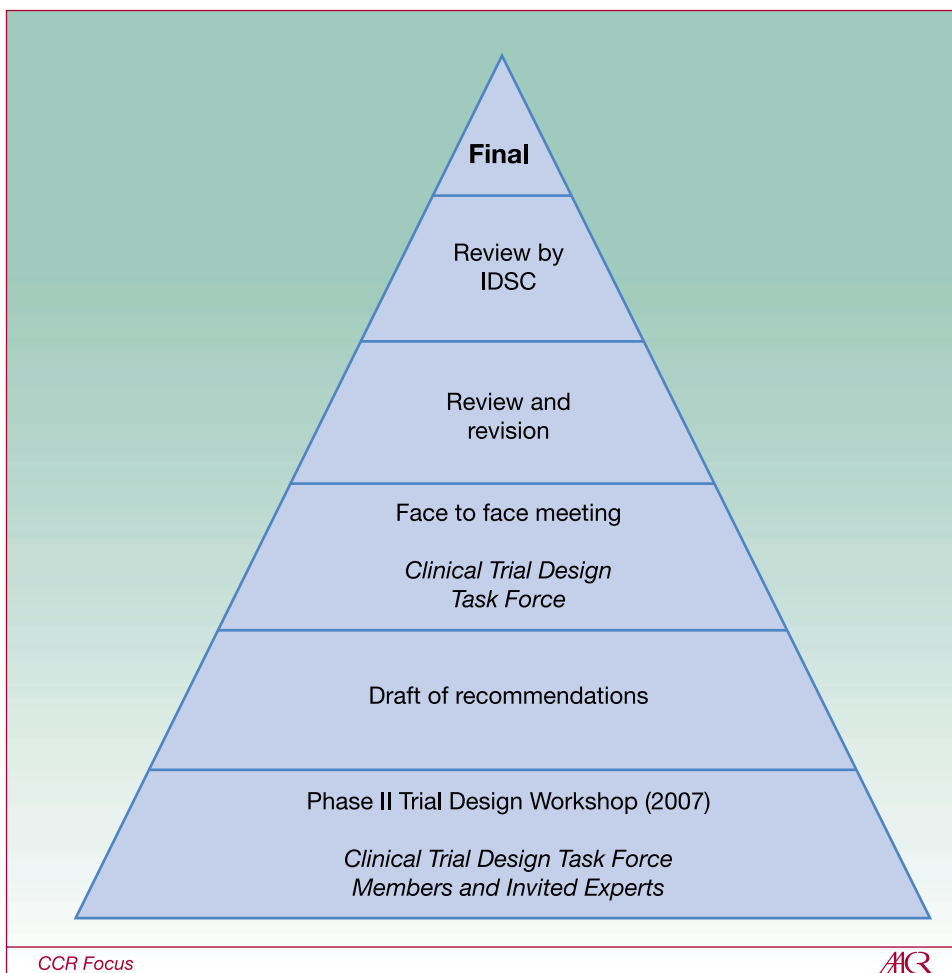 Final
Review by
IDSC
Review and
revision
Face to face meeting
Clinical Trial Design
Task Force
Draft of recommendations
Phase II Trial Design Workshop (2007)
Clinical Trial Design Task Force
Members and Invited Experts
CCR Focus
AACR